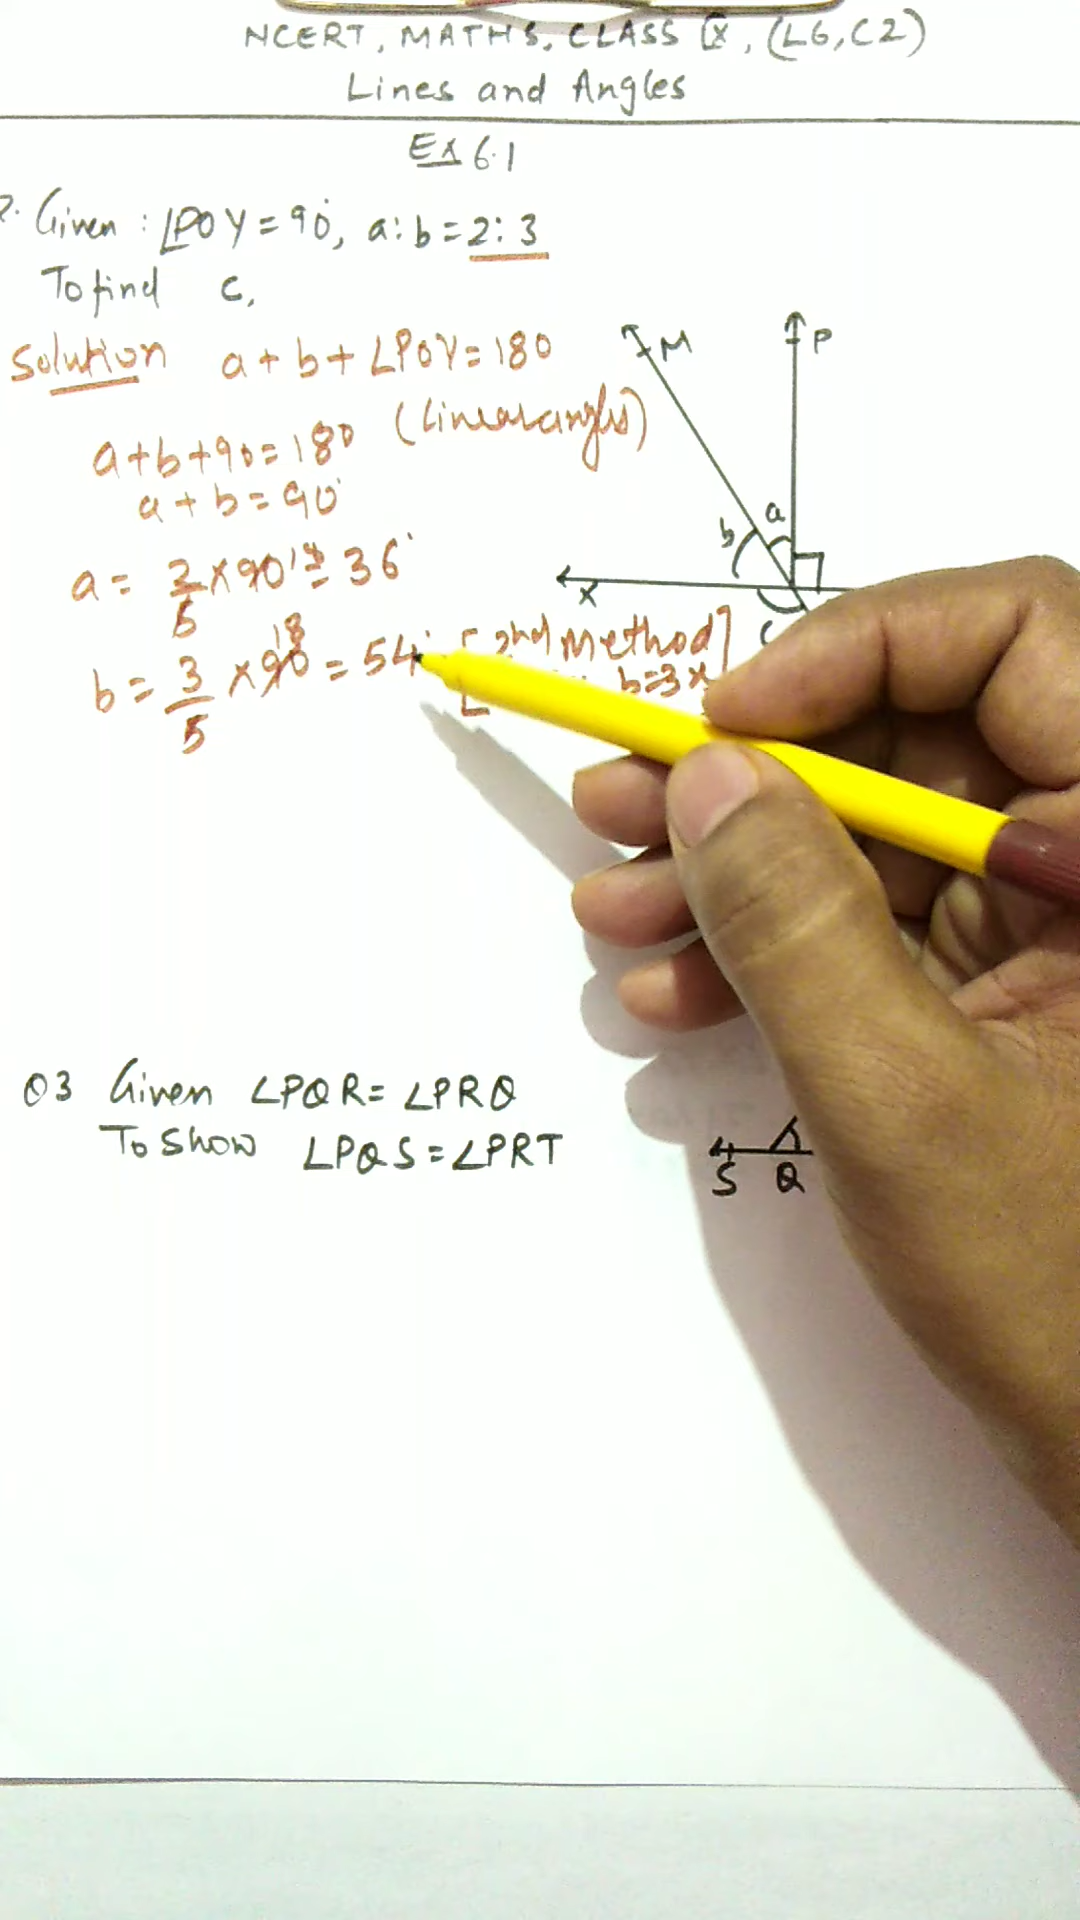 NCERT, MATHS, CLASS IX, (L6, C2)
Lines and Angles
Ex 6.1
2. Given : ∠POY = 90°, a:b = 2:3
To find c.
Solution a + b + ∠POY = 180
(Linear angles)
a+b+90 = 180°
a + b = 90°
a = 2/5 × 90 18 = 36°
b = 3/5 × 90 18 = 54°
[2nd Method]
b=3x
M
P
b
a
X
c
Q3 Given ∠PQR = ∠PRQ
To Show ∠PQS = ∠PRT
S Q